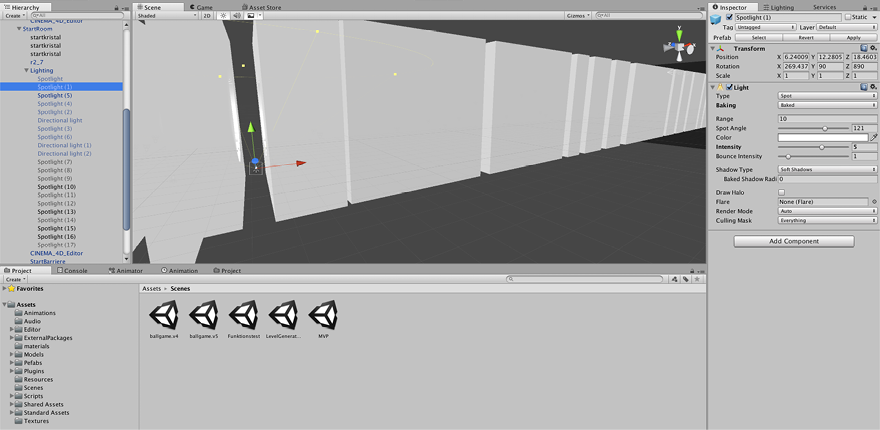 Hierarchy
Create
All
CINEMA_4D_Editor
StartRoom
startkristal
startkristal
startkristal
r2_7
Lighting
Spotlight
Spotlight (1)
Spotlight (5)
Spotlight (4)
Spotlight (2)
Directional light
Spotlight (3)
Spotlight (6)
Directional light (1)
Directional light (2)
Spotlight (7)
Spotlight (8)
Spotlight (9)
Spotlight (10)
Spotlight (11)
Spotlight (12)
Spotlight (13)
Spotlight (14)
Spotlight (15)
Spotlight (16)
Spotlight (17)
CINEMA_4D_Editor
StartBarriere
Scene Game Asset Store
Shaded 2D Gizmos All
y
x
Inspector Lighting Services
Spotlight (1) Static
Tag Untagged Layer Default
Prefab Select Revert Apply
Transform
Position X 6.24009 Y 12.2805 Z 18.4603
Rotation X 269.437 Y 90 Z 890
Scale X 1 Y 1 Z 1
Light
Type Spot
Baking Baked
Range 10
Spot Angle 121
Color
Intensity 5
Bounce Intensity 1
Shadow Type Soft Shadows
Baked Shadow Radi 0
Draw Halo
Flare None (Flare)
Render Mode Auto
Culling Mask Everything
Add Component
Project Console Animator Animation Project
Create
Favorites
Assets
Animations
Audio
Editor
ExternalPackages
materials
Models
Pefabs
Plugins
Resources
Scenes
Scripts
Shared Assets
Standard Assets
Textures
Assets Scenes
ballgame.v4 ballgame.v5 Funktionstest LevelGenerat... MVP